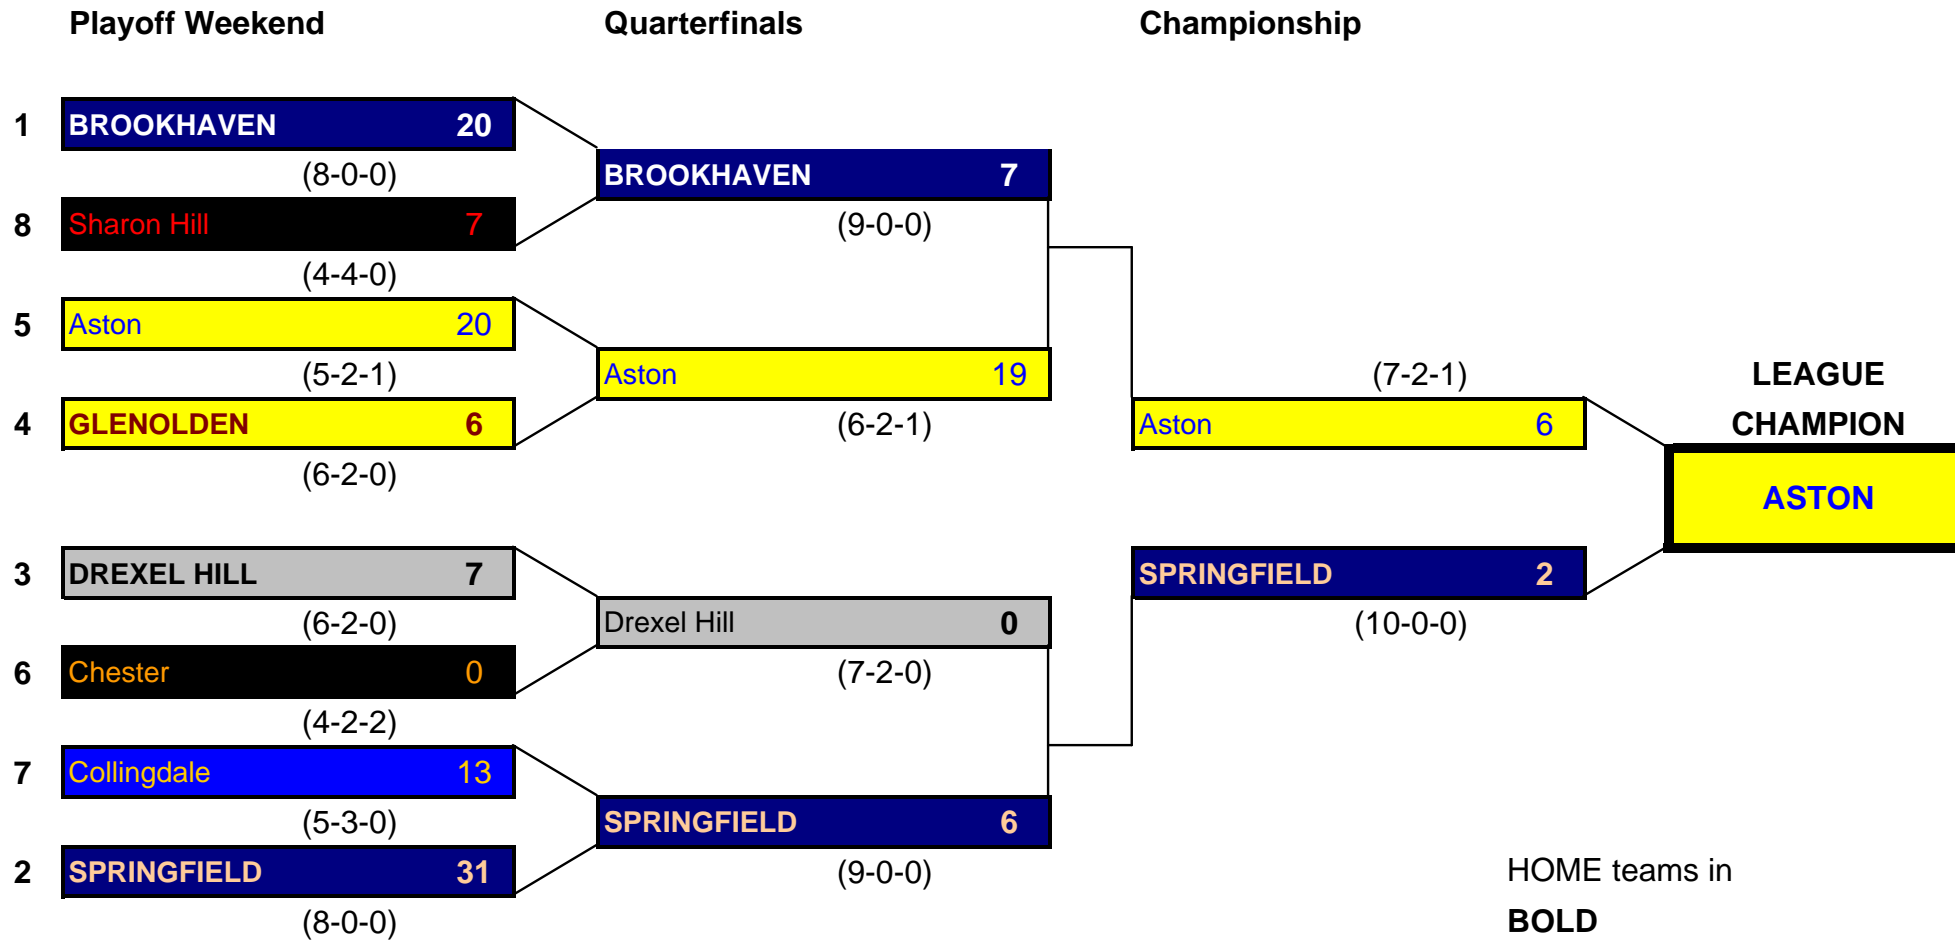 Playoff Weekend Quarterfinals Championship
1 BROOKHAVEN 20
(8-0-0)
BROOKHAVEN 7
8 Sharon Hill 7
(9-0-0)
(4-4-0)
5 Aston 20
(5-2-1)
Aston 19
(7-2-1)
LEAGUE
4 GLENOLDEN 6
(6-2-1)
Aston 6
CHAMPION
(6-2-0)
ASTON
3 DREXEL HILL 7
SPRINGFIELD 2
(6-2-0)
Drexel Hill 0
(10-0-0)
6 Chester 0
(7-2-0)
(4-2-2)
7 Collingdale 13
(5-3-0)
SPRINGFIELD 6
2 SPRINGFIELD 31
(9-0-0)
HOME teams in
(8-0-0)
BOLD